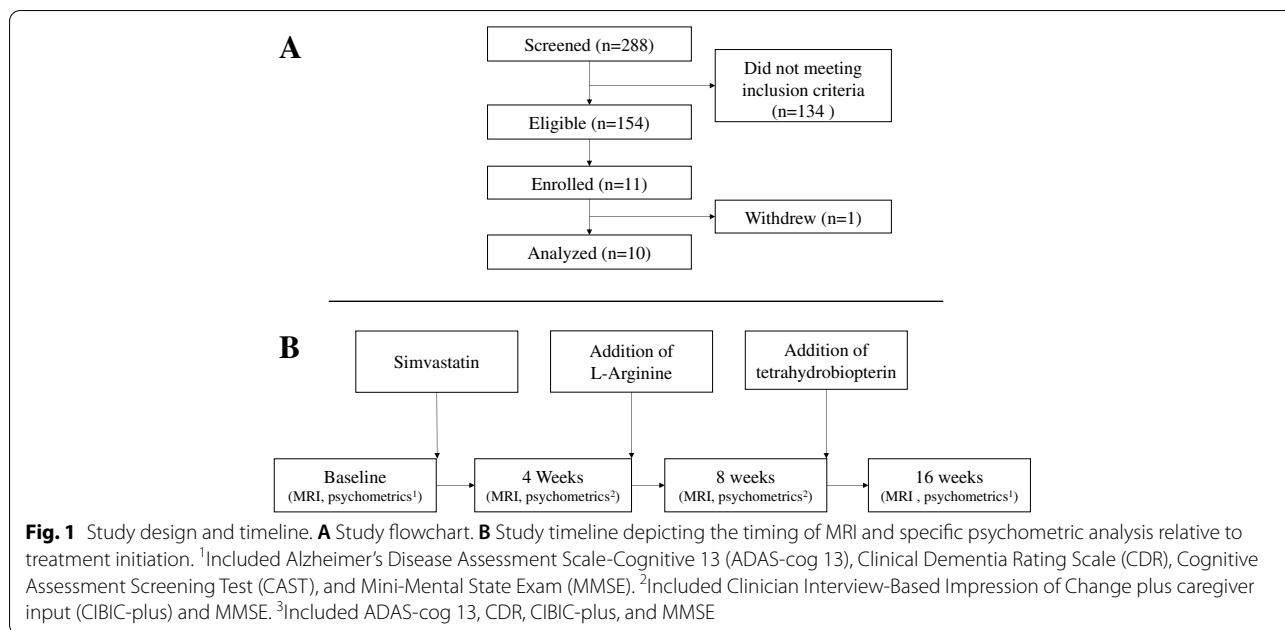 A
Screened (n=288)
Did not meeting
inclusion criteria
(n=134 )
Eligible (n=154)
Enrolled (n=11)
Withdrew (n=1)
Analyzed (n=10)
B
Simvastatin
Addition of
L-Arginine
Addition of
tetrahydrobiopterin
Baseline
(MRI, psychometrics¹)
4 Weeks
(MRI, psychometrics²)
8 weeks
(MRI, psychometrics²)
16 weeks
(MRI , psychometrics¹)
Fig. 1 Study design and timeline. A Study flowchart. B Study timeline depicting the timing of MRI and specific psychometric analysis relative to
treatment initiation. ¹Included Alzheimer's Disease Assessment Scale-Cognitive 13 (ADAS-cog 13), Clinical Dementia Rating Scale (CDR), Cognitive
Assessment Screening Test (CAST), and Mini-Mental State Exam (MMSE). ²Included Clinician Interview-Based Impression of Change plus caregiver
input (CIBIC-plus) and MMSE. ³Included ADAS-cog 13, CDR, CIBIC-plus, and MMSE